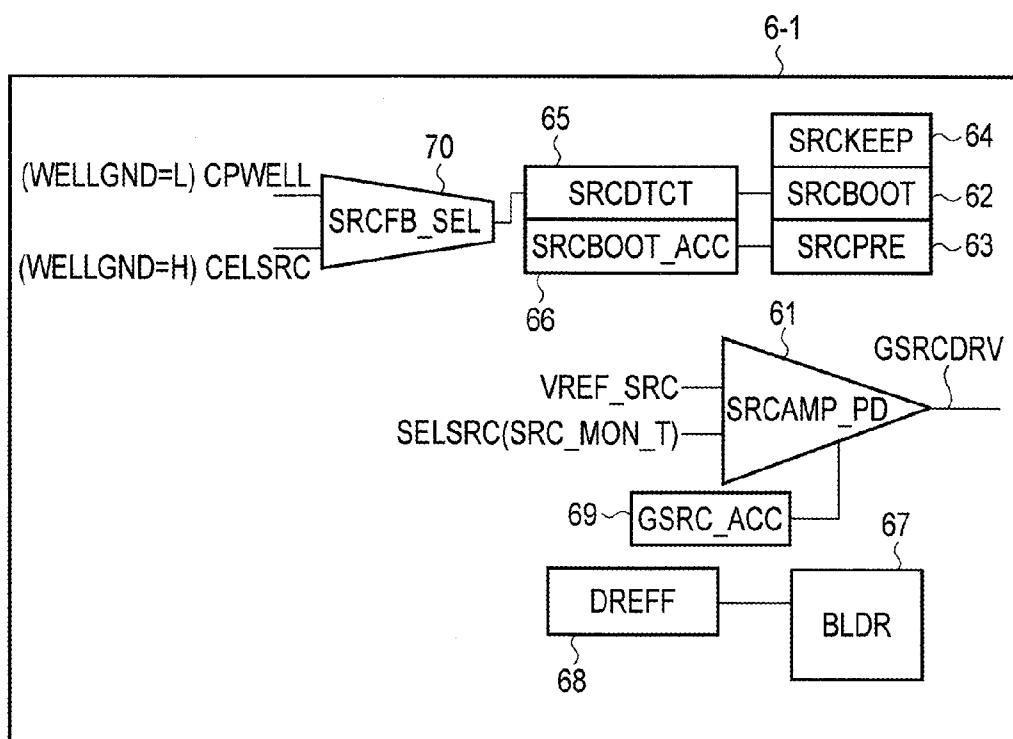 6-1
65
SRCKEEP
64
70
(WELLGND=L) CPWELL
SRCDTCT
SRCBOOT
62
SRCFB_SEL
SRCBOOT_ACC
SRCPRE
63
(WELLGND=H) CELSRC
66
61
GSRCDRV
VREF_SRC
SRCAMP_PD
SELSRC(SRC_MON_T)
69
GSRC_ACC
67
DREFF
BLDR
68